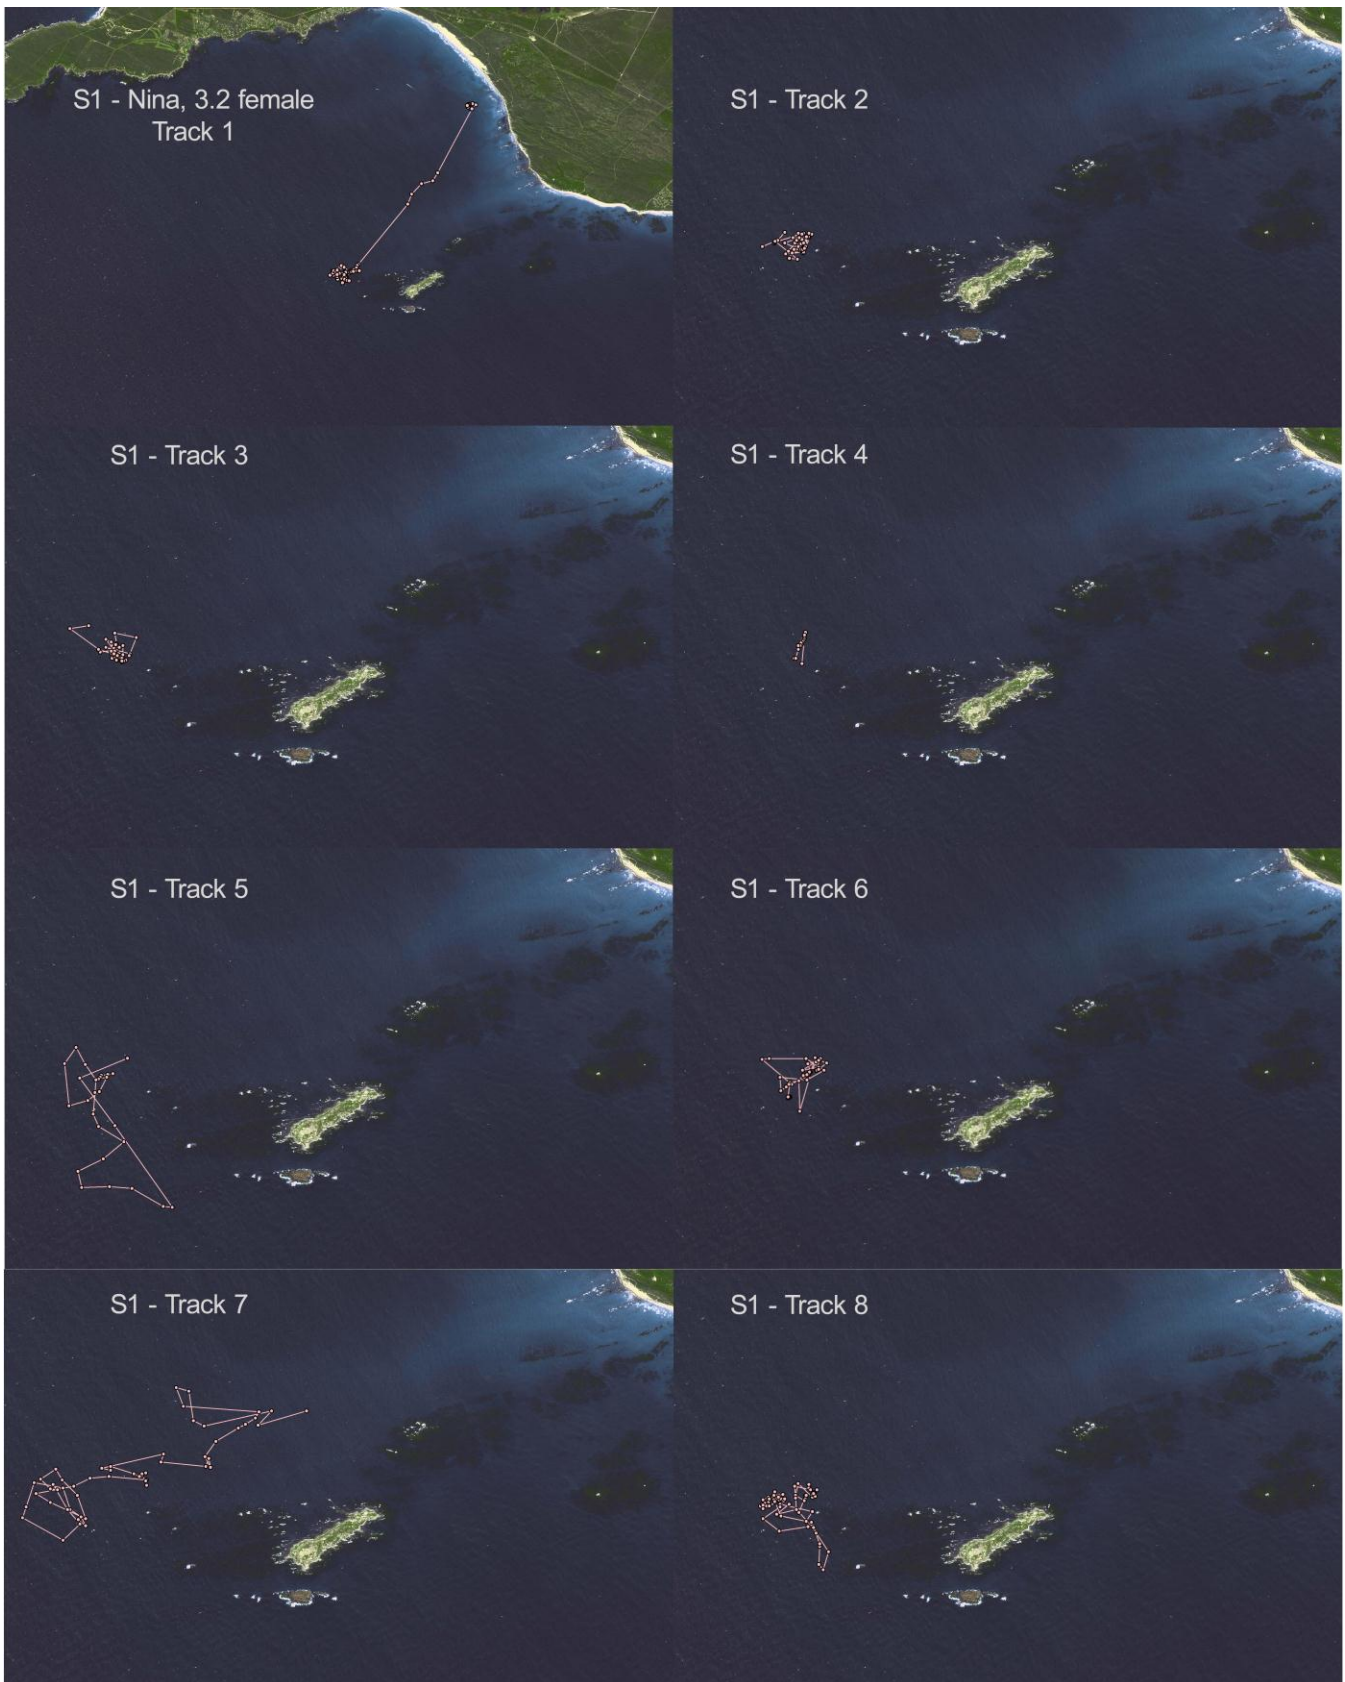 S1 - Nina, 3.2 female
Track 1
S1 - Track 2
S1 - Track 3
S1 - Track 4
S1 - Track 5
S1 - Track 6
S1 - Track 7
S1 - Track 8